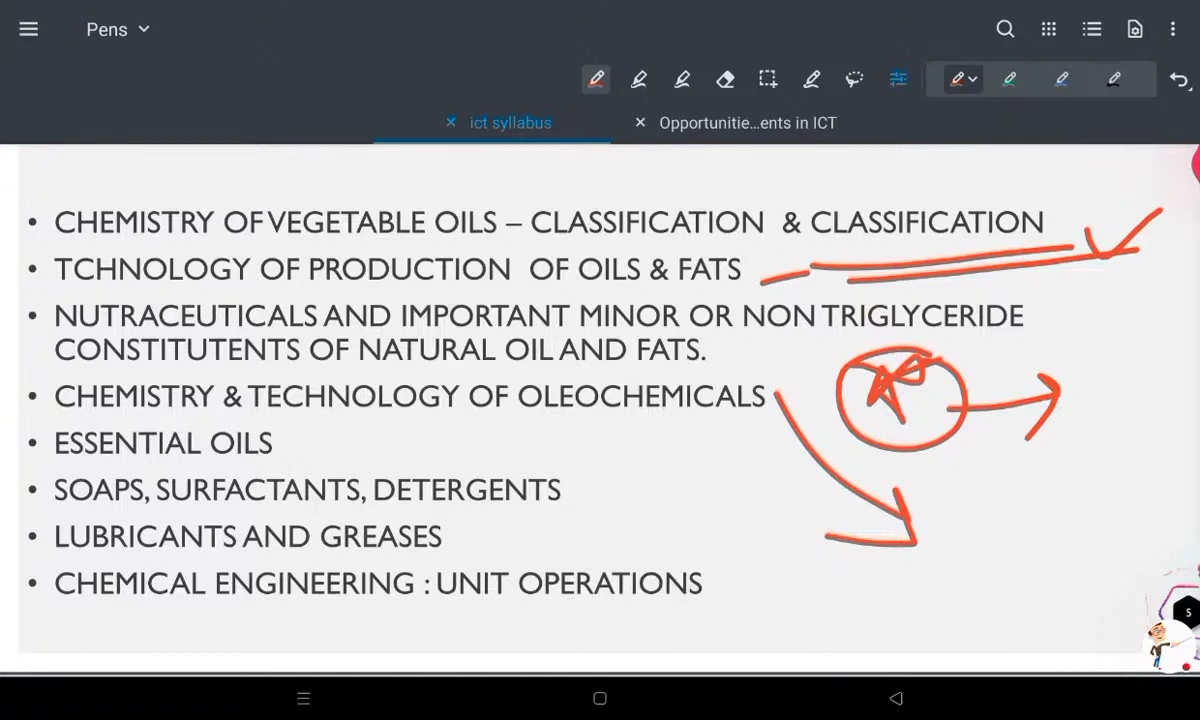 Pens
ict syllabus
Opportunitie...ents in ICT
• CHEMISTRY OF VEGETABLE OILS – CLASSIFICATION & CLASSIFICATION
• TCHNOLOGY OF PRODUCTION OF OILS & FATS
• NUTRACEUTICALS AND IMPORTANT MINOR OR NON TRIGLYCERIDE
CONSTITUTENTS OF NATURAL OIL AND FATS.
• CHEMISTRY & TECHNOLOGY OF OLEOCHEMICALS
• ESSENTIAL OILS
• SOAPS, SURFACTANTS, DETERGENTS
• LUBRICANTS AND GREASES
• CHEMICAL ENGINEERING : UNIT OPERATIONS
5